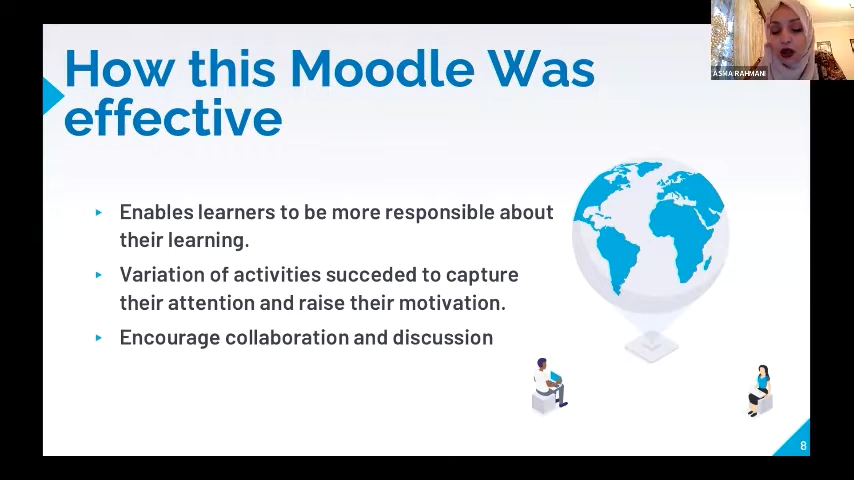 How this Moodle Was
effective
ASMA RAHMANI
Enables learners to be more responsible about
their learning.
Variation of activities succeded to capture
their attention and raise their motivation.
Encourage collaboration and discussion
8